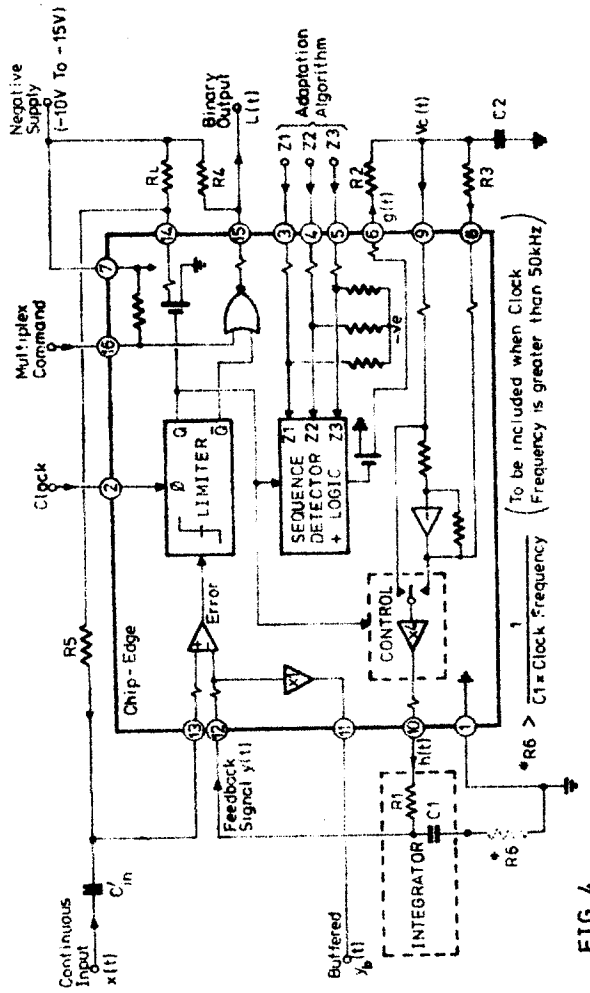 Continuous
Input
x(t)
C'in
R5
Chip-Edge
Clock
Multiplex
Command
Negative
Supply
(-10V To -15V)
RL
R4
Binary
Output
L(t)
2
16
7
14
15
Ø
Q
Q̅
LIMITER
Error
+
-
13
12
Feedback
Signal y(t)
x1
11
Buffered
yb(t)
SEQUENCE
DETECTOR
+ LOGIC
Z1
Z2
Z3
-ve
3
4
5
6
9
8
Z1
Z2
Z3
Adaptation
Algorithm
R2
g(t)
Vc(t)
R3
C2
CONTROL
-
10
h(t)
1
R1
C1
INTEGRATOR
* R6
*R6 > 1 / C1 x Clock Frequency
(To be included when Clock
Frequency is greater than 50kHz)
FIG. 4